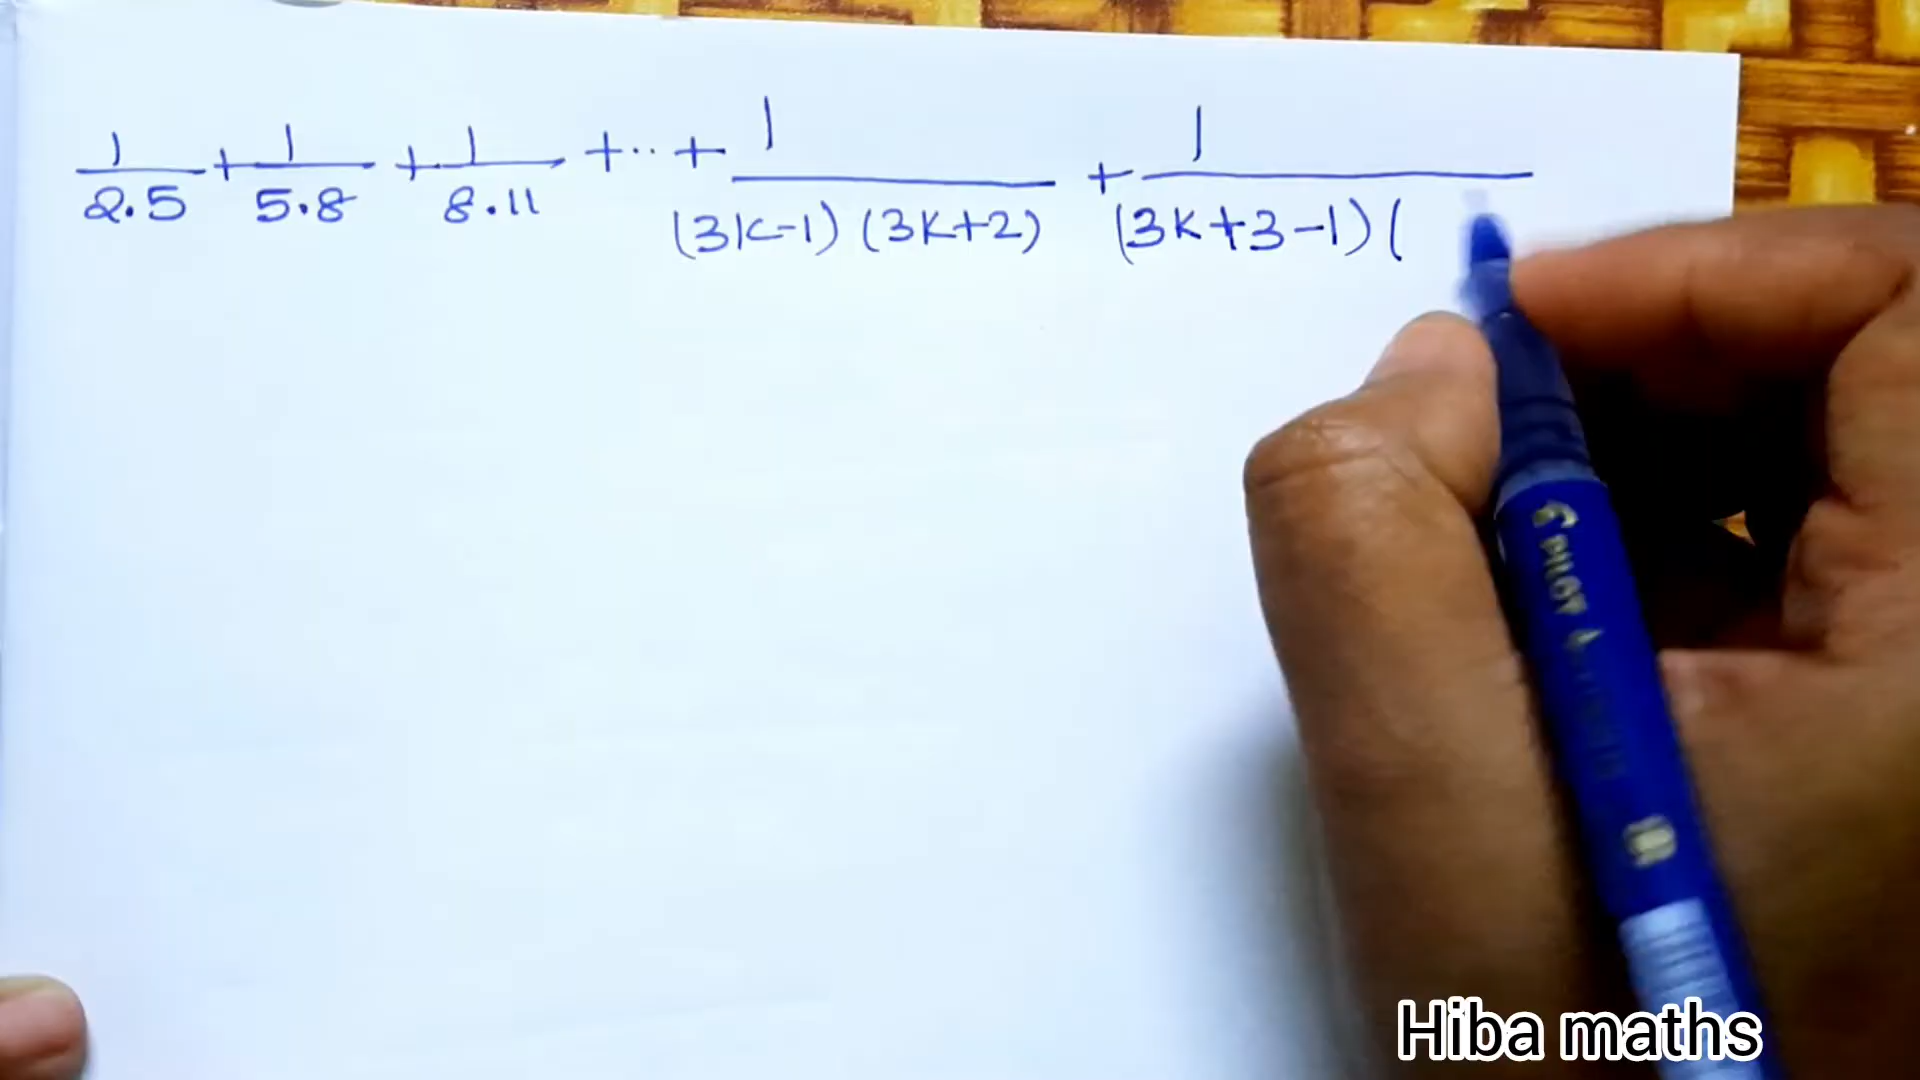 1/2.5 + 1/5.8 + 1/8.11 + .. + 1/(3k-1)(3k+2) + 1/(3k+3-1)(
PILOT
Hiba maths